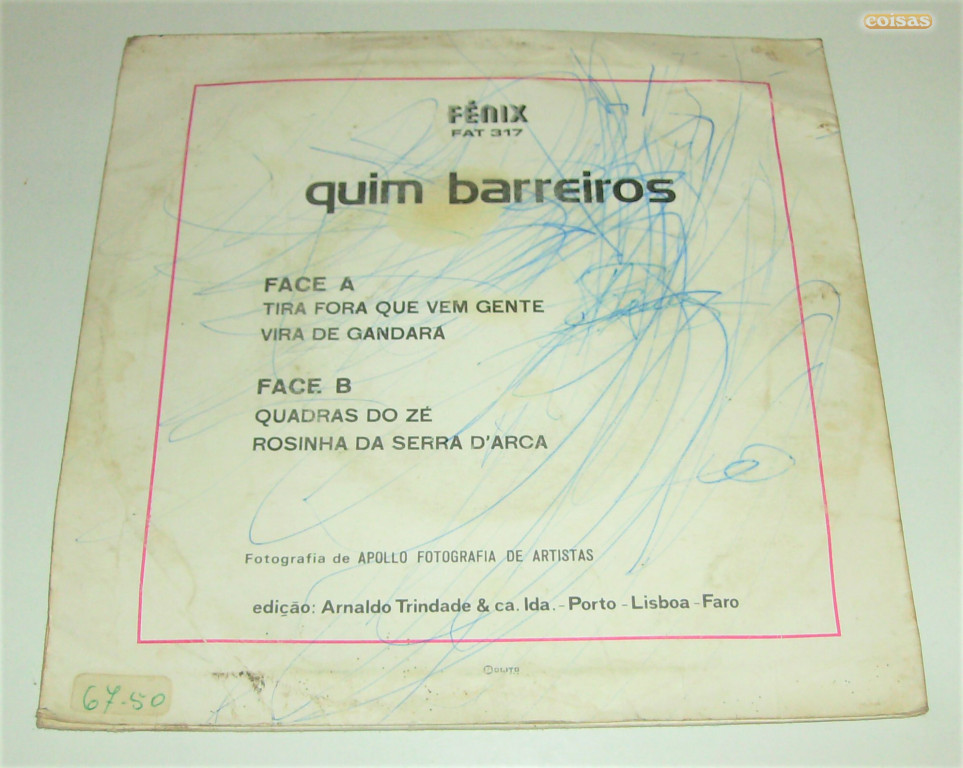 coisas
FÉNIX
FAT 317
quim barreiros
FACE A
TIRA FORA QUE VEM GENTE
VIRA DE GANDARA
FACE B
QUADRAS DO ZÉ
ROSINHA DA SERRA D'ARCA
Fotografia de APOLLO FOTOGRAFIA DE ARTISTAS
edição: Arnaldo Trindade & ca. lda. - Porto - Lisboa - Faro
67-50